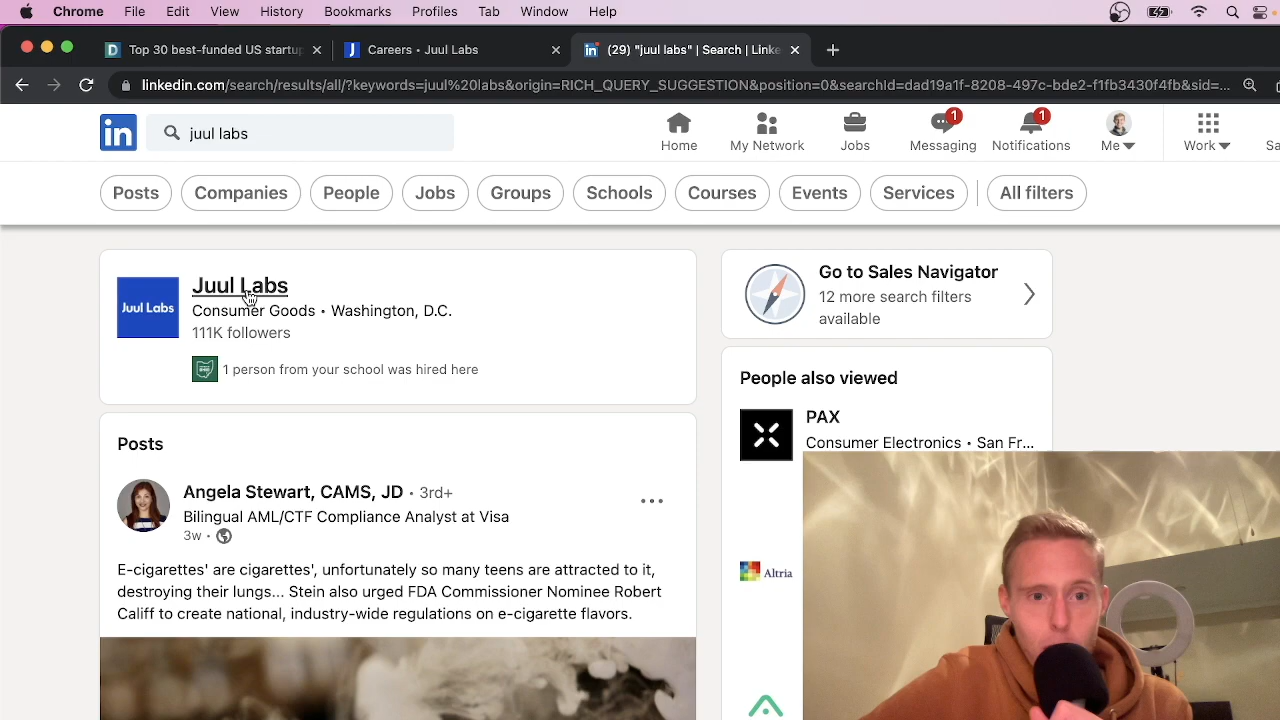 Chrome File Edit View History Bookmarks Profiles Tab Window Help
Top 30 best-funded US startu
Careers - Juul Labs
(29) "juul labs" | Search | Linke
linkedin.com/search/results/all/?keywords=juul%20labs&origin=RICH_QUERY_SUGGESTION&position=0&searchId=dad19a1f-8208-497c-bde2-f1fb3430f4fb&sid=...
in
juul labs
Home
My Network
Jobs
1
Messaging
1
Notifications
Me
Work
Sa
Posts Companies People Jobs Groups Schools Courses Events Services All filters
Juul Labs
Juul Labs
Consumer Goods • Washington, D.C.
111K followers
1 person from your school was hired here
Posts
Angela Stewart, CAMS, JD • 3rd+
Bilingual AML/CTF Compliance Analyst at Visa
3w •
E-cigarettes' are cigarettes', unfortunately so many teens are attracted to it,
destroying their lungs... Stein also urged FDA Commissioner Nominee Robert
Califf to create national, industry-wide regulations on e-cigarette flavors.
Go to Sales Navigator
12 more search filters
available
People also viewed
PAX
Consumer Electronics • San Fr...
Altria